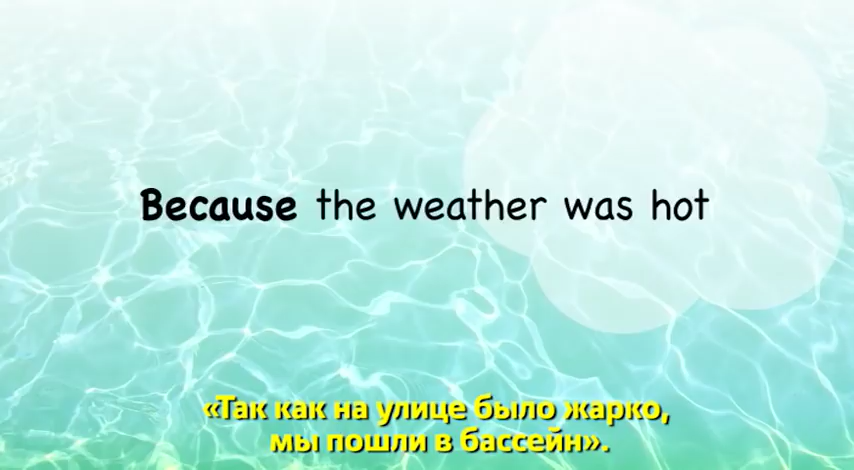 Because the weather was hot
«Так как на улице было жарко,
мы пошли в бассейн».